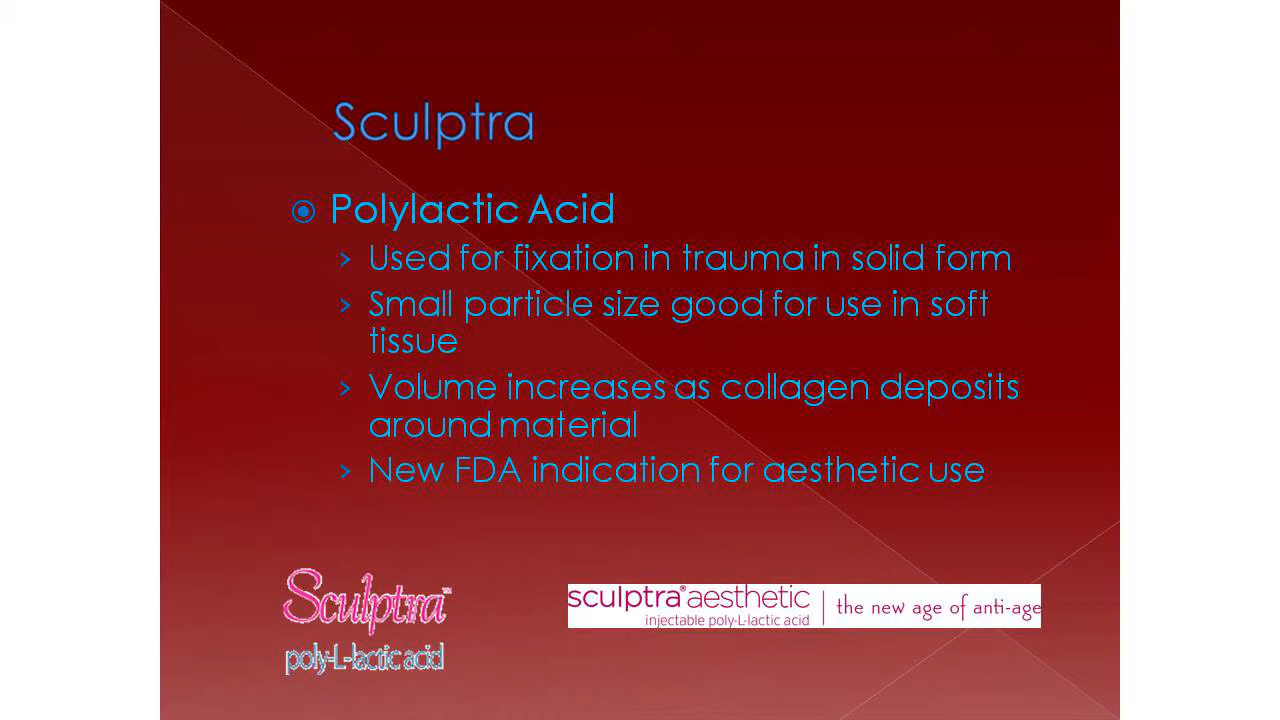 Sculptra
Polylactic Acid
Used for fixation in trauma in solid form
Small particle size good for use in soft
tissue
Volume increases as collagen deposits
around material
New FDA indication for aesthetic use
Sculptra™
poly-L-lactic acid
sculptra® aesthetic | the new age of anti-age
injectable poly-L-lactic acid